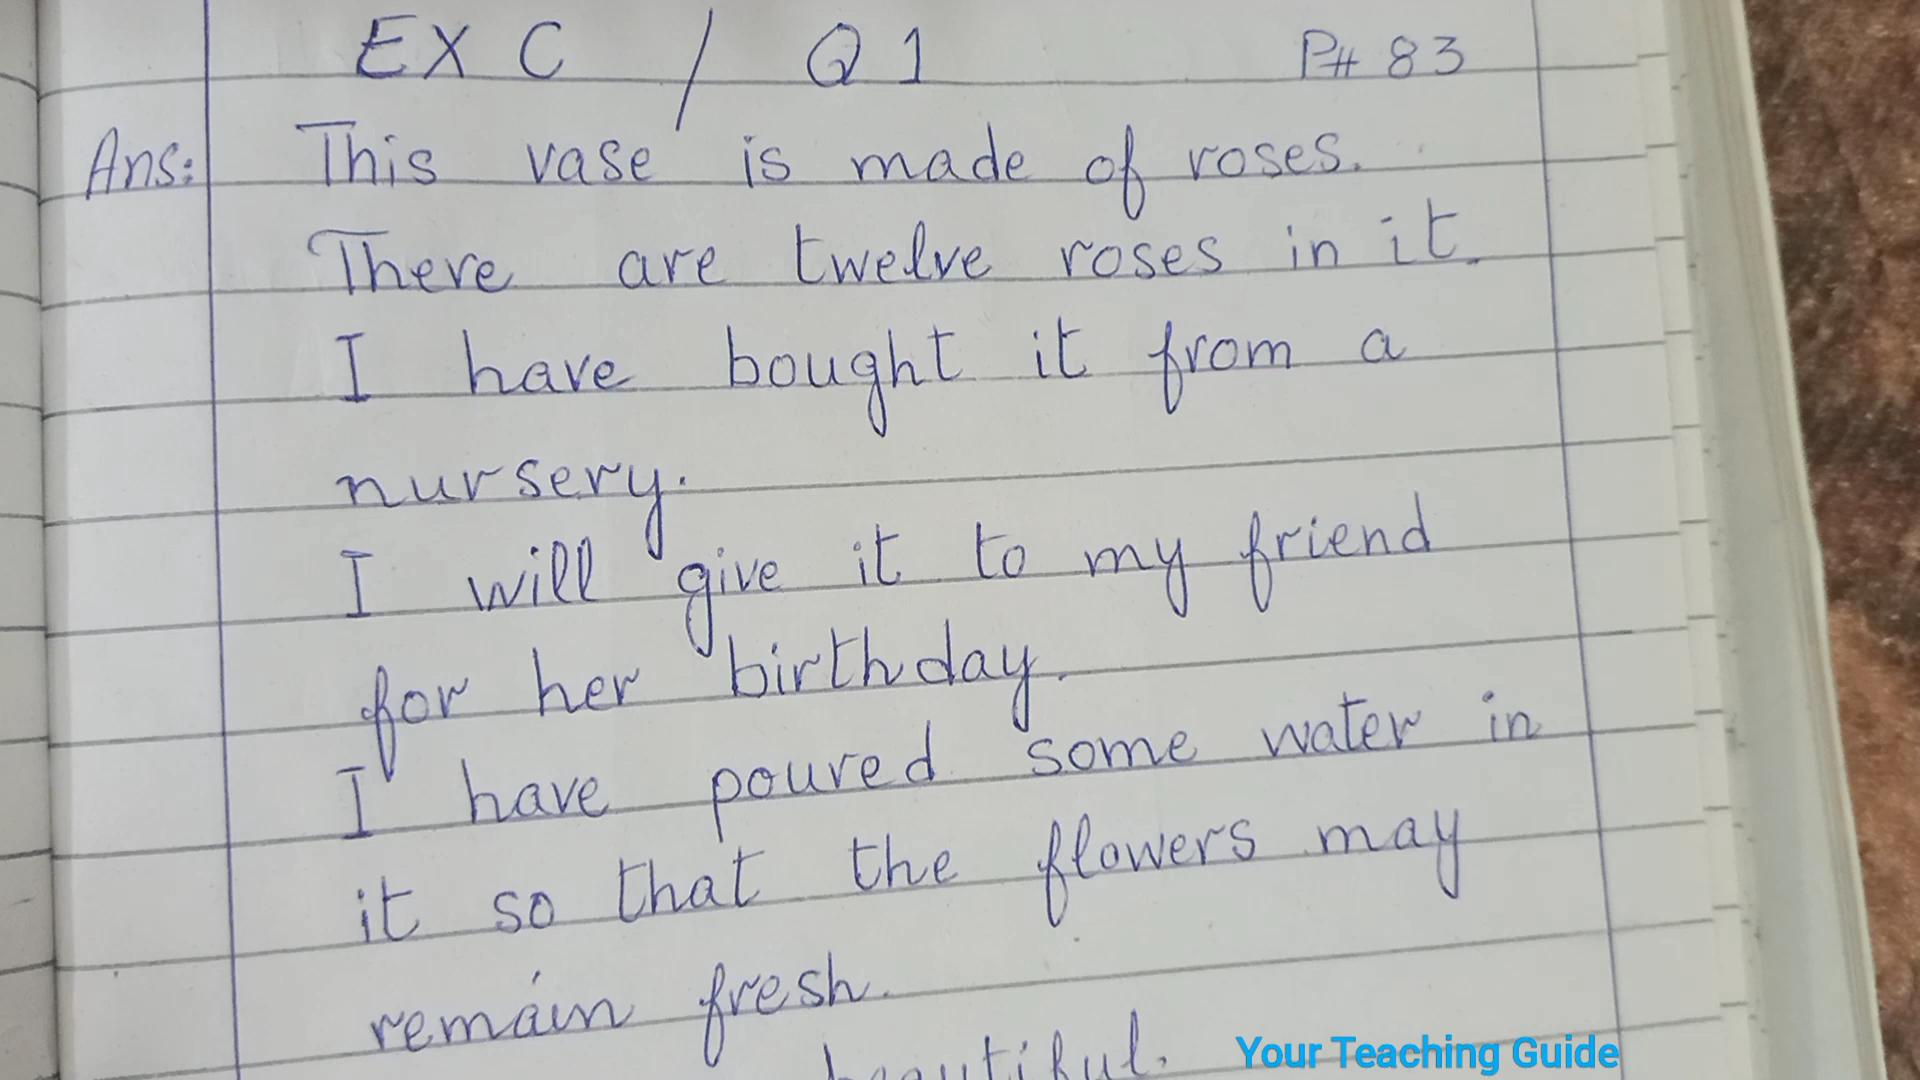 EX C / Q1 P# 83
Ans: This vase is made of roses.
There are twelve roses in it.
I have bought it from a
nursery.
I will give it to my friend
for her birthday.
I have poured some water in
it so that the flowers may
remain fresh.
beautiful.
Your Teaching Guide